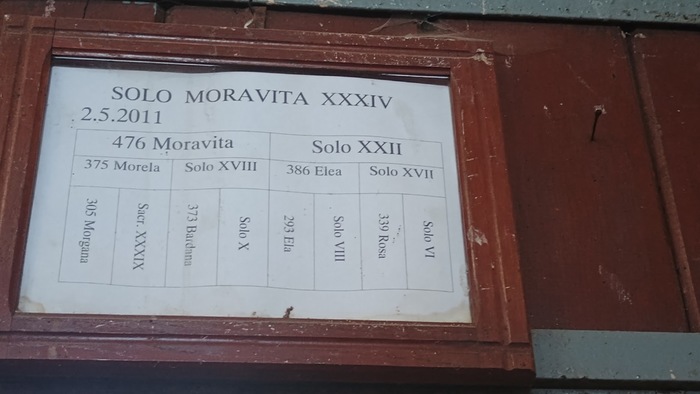 SOLO MORAVITA XXXIV
2.5.2011
476 Moravita
Solo XXII
375 Morela
Solo XVIII
386 Elea
Solo XVII
305 Morgana
Sacr. XXXIX
373 Bardana
Solo X
293 Ela
Solo VIII
339 Rosa
Solo VI